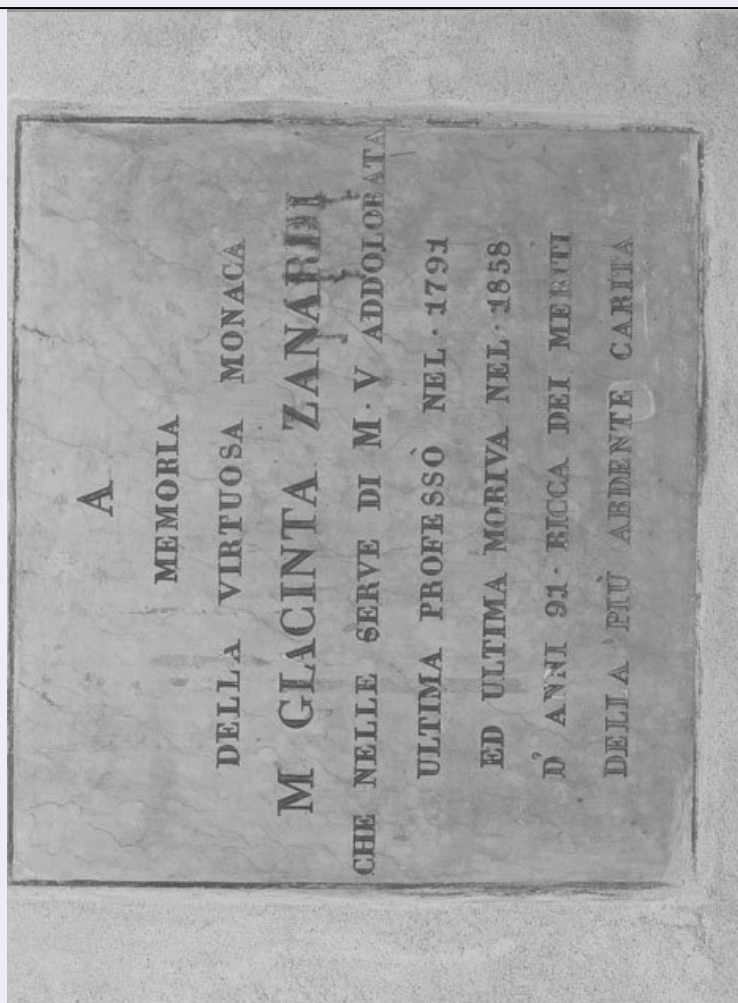 A
MEMORIA
DELLA VIRTUOSA MONACA
M GIACINTA ZANARDI
CHE NELLE SERVE DI M · V ADDOLORATA
ULTIMA PROFESSÒ NEL · 1791
ED ULTIMA MORIVA NEL · 1858
D' ANNI 91 · RICCA DEI MERITI
DELLA PIÙ ARDENTE CARITA